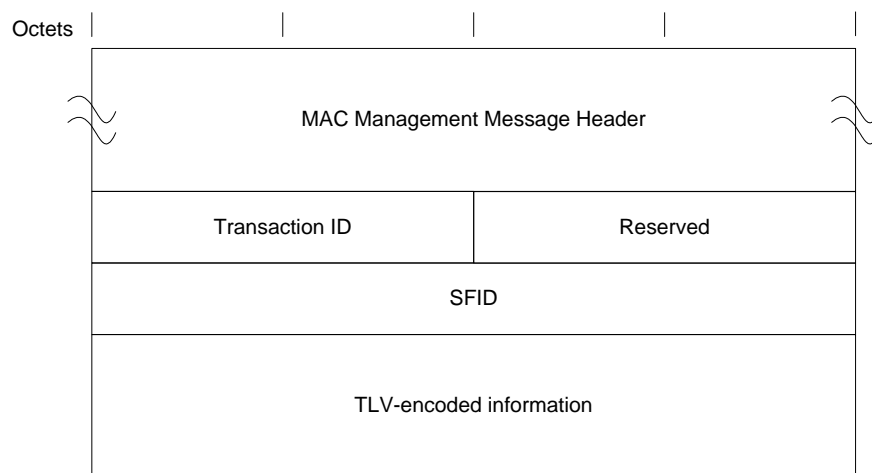 Octets
MAC Management Message Header
Transaction ID
Reserved
SFID
TLV-encoded information